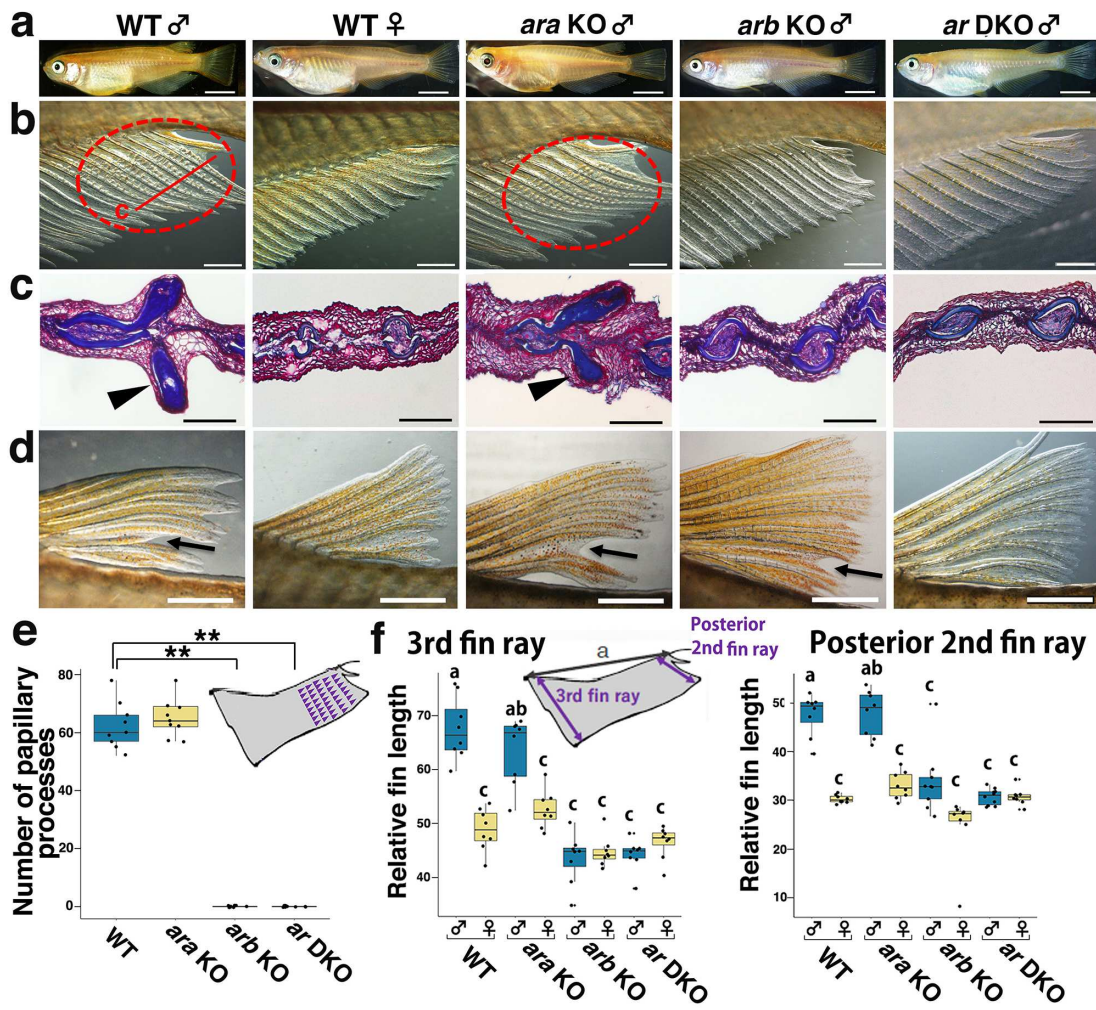 a WT ♂ WT ♀ ara KO ♂ arb KO ♂ ar DKO ♂
b
c
c
d
e
**
**
Number of papillary
processes
80
60
40
20
0
WT
ara KO
arb KO
ar DKO
f 3rd fin ray
Posterior
2nd fin ray
a
3rd fin ray
Relative fin length
70
60
50
40
a
c
ab
c
c
c
c
c
♂ ♀ ♂ ♀ ♂ ♀ ♂ ♀
WT
ara KO
arb KO
ar DKO
Posterior 2nd fin ray
Relative fin length
50
40
30
20
10
a
c
ab
c
c
c
c
c
♂ ♀ ♂ ♀ ♂ ♀ ♂ ♀
WT
ara KO
arb KO
ar DKO